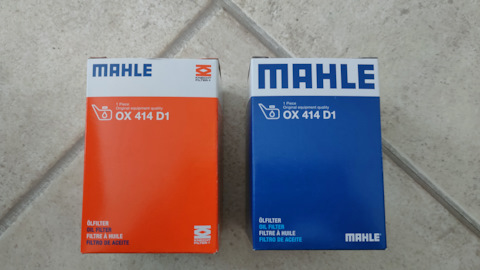 MAHLE
1 Piece
Original equipment quality
OX 414 D1
ÖLFILTER
OIL FILTER
FILTRE À HUILE
FILTRO DE ACEITE
MAHLE
1 Piece
Original equipment quality
OX 414 D1
ÖLFILTER
OIL FILTER
FILTRE À HUILE
FILTRO DE ACEITE
MAHLE